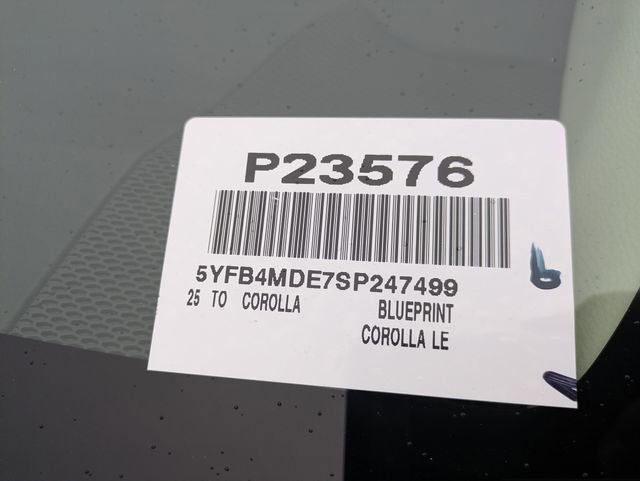 P23576
5YFB4MDE7SP247499
25 TO COROLLA BLUEPRINT
COROLLA LE